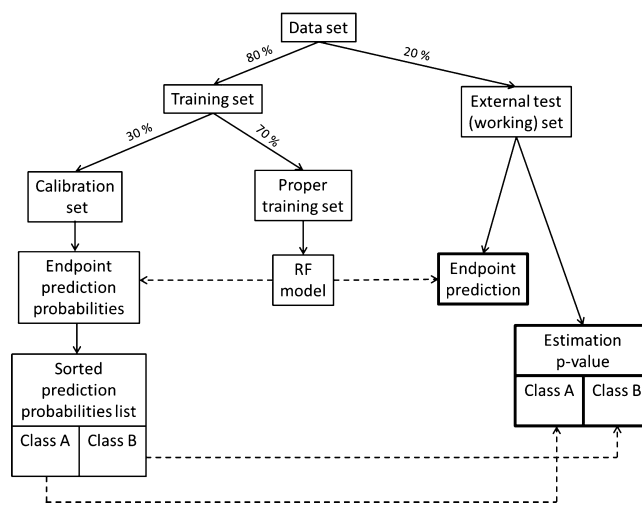 Data set
80 %
20 %
Training set
External test
(working) set
30 %
70 %
Calibration
set
Proper
training set
Endpoint
prediction
probabilities
RF
model
Endpoint
prediction
Estimation
p-value
Class A
Class B
Sorted
prediction
probabilities list
Class A
Class B